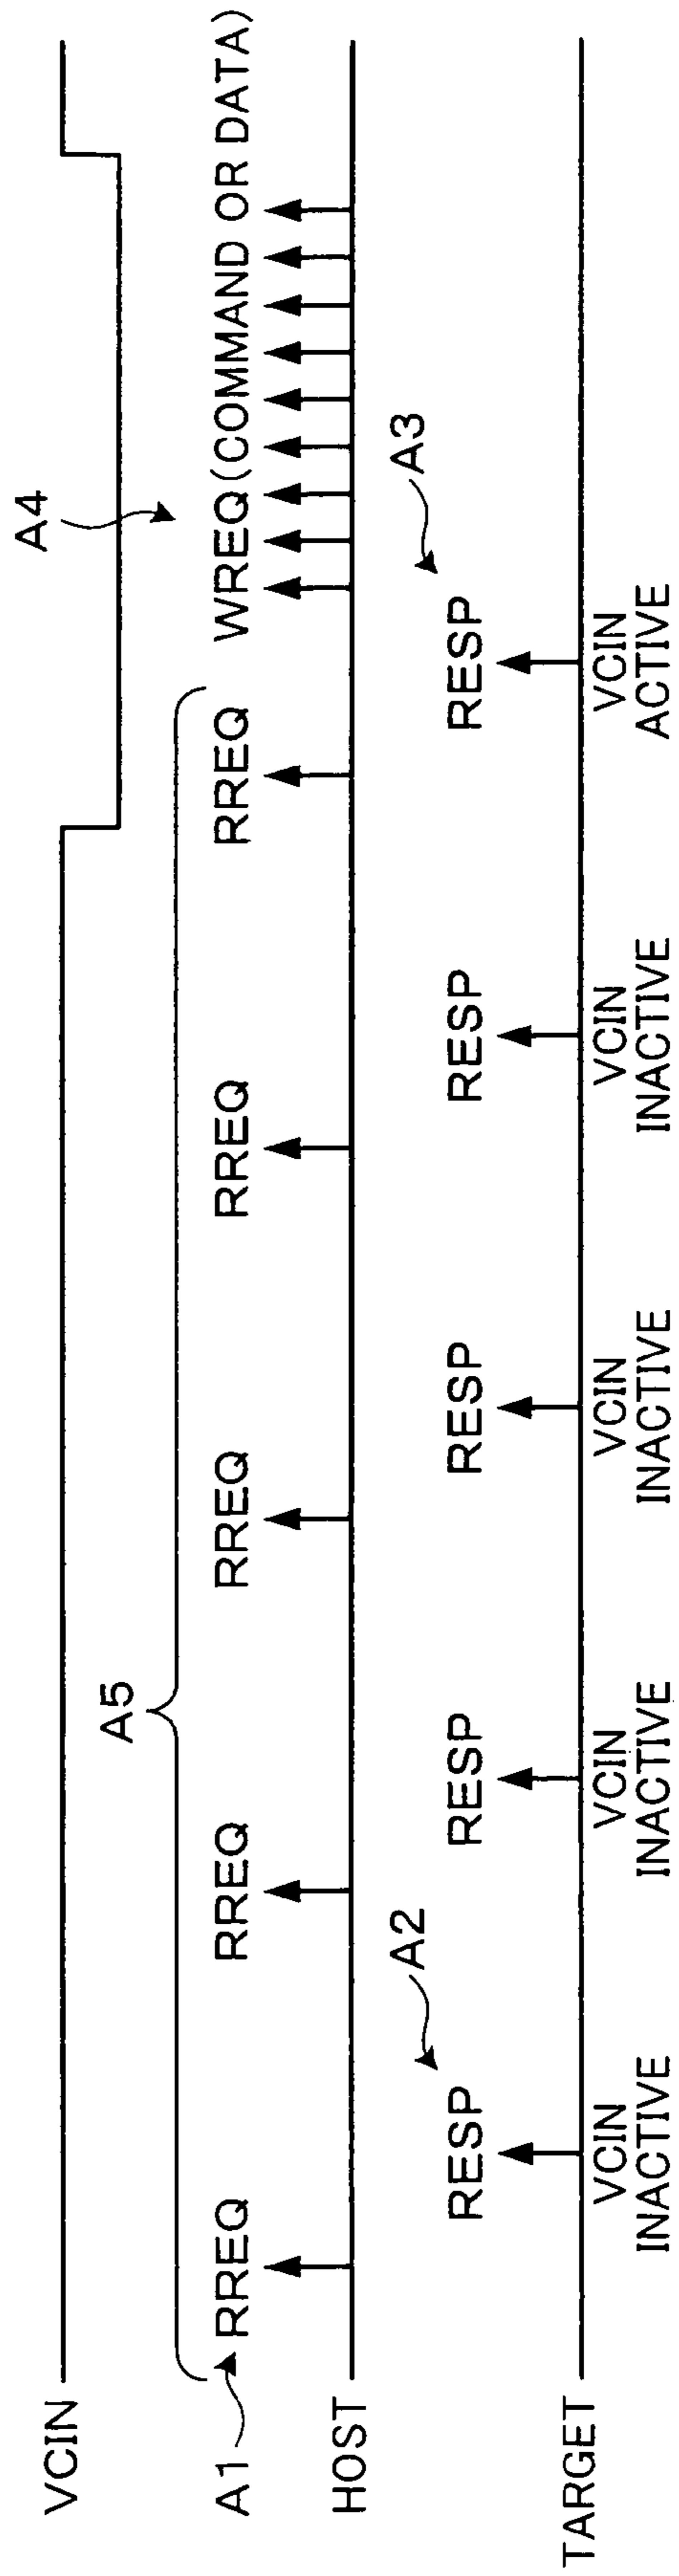 VCIN
A4
A5
A1
RREQ
RREQ
RREQ
RREQ
RREQ
WREQ (COMMAND OR DATA)
HOST
A2
A3
RESP
RESP
RESP
RESP
RESP
TARGET
VCIN
INACTIVE
VCIN
INACTIVE
VCIN
INACTIVE
VCIN
INACTIVE
VCIN
ACTIVE